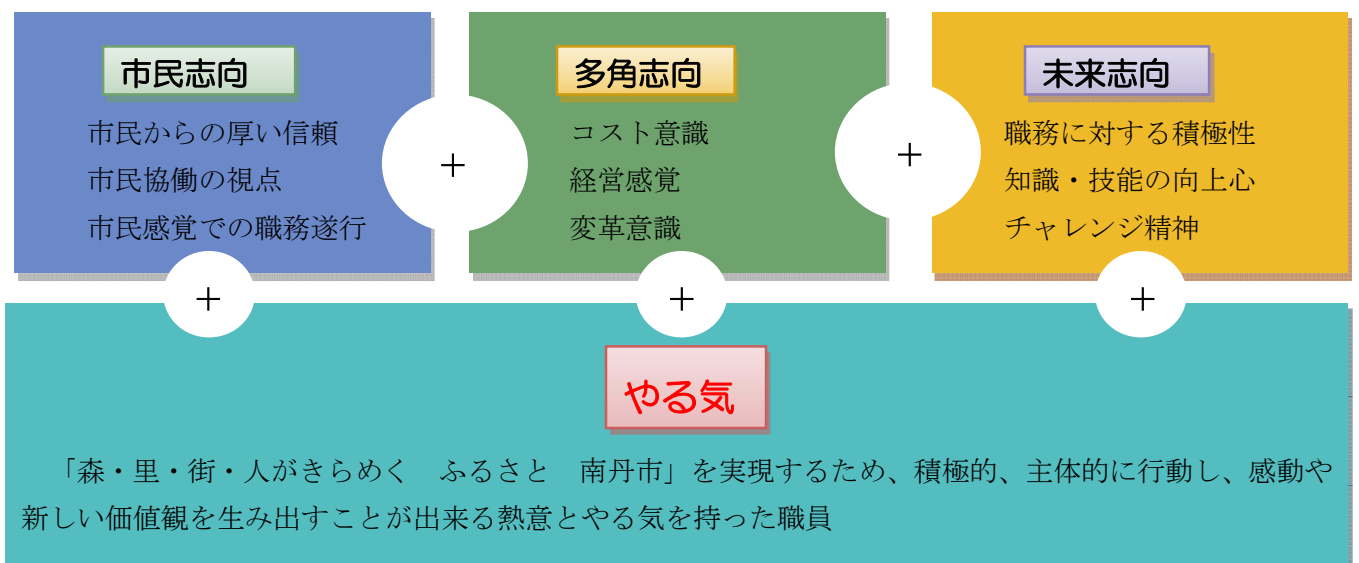 市民志向
市民からの厚い信頼
市民協働の視点
市民感覚での職務遂行
+
多角志向
コスト意識
経営感覚
変革意識
+
未来志向
職務に対する積極性
知識・技能の向上心
チャレンジ精神
+
+
+
やる気
「森・里・街・人がきらめく　ふるさと　南丹市」を実現するため、積極的、主体的に行動し、感動や
新しい価値観を生み出すことが出来る熱意とやる気を持った職員